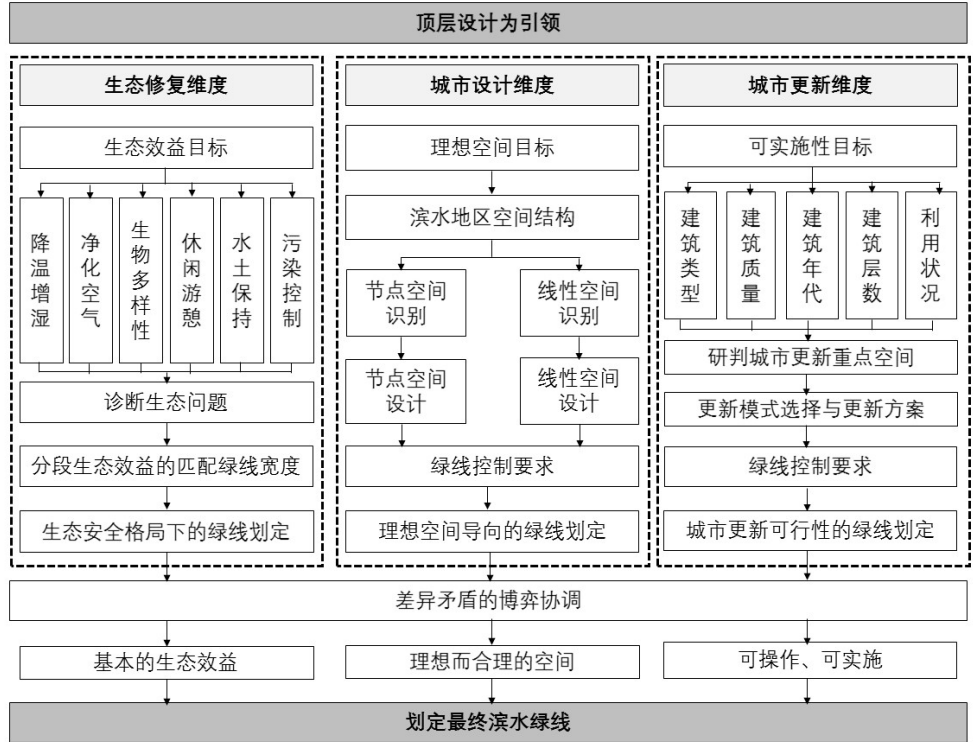 顶层设计为引领
生态修复维度
生态效益目标
降温增湿
净化空气
生物多样性
休闲游憩
水土保持
污染控制
诊断生态问题
分段生态效益的匹配绿线宽度
生态安全格局下的绿线划定
城市设计维度
理想空间目标
滨水地区空间结构
节点空间
识别
线性空间
识别
节点空间
设计
线性空间
设计
绿线控制要求
理想空间导向的绿线划定
城市更新维度
可实施性目标
建筑类型
建筑质量
建筑年代
建筑层数
利用状况
研判城市更新重点空间
更新模式选择与更新方案
绿线控制要求
城市更新可行性的绿线划定
差异矛盾的博弈协调
基本的生态效益
理想而合理的空间
可操作、可实施
划定最终滨水绿线